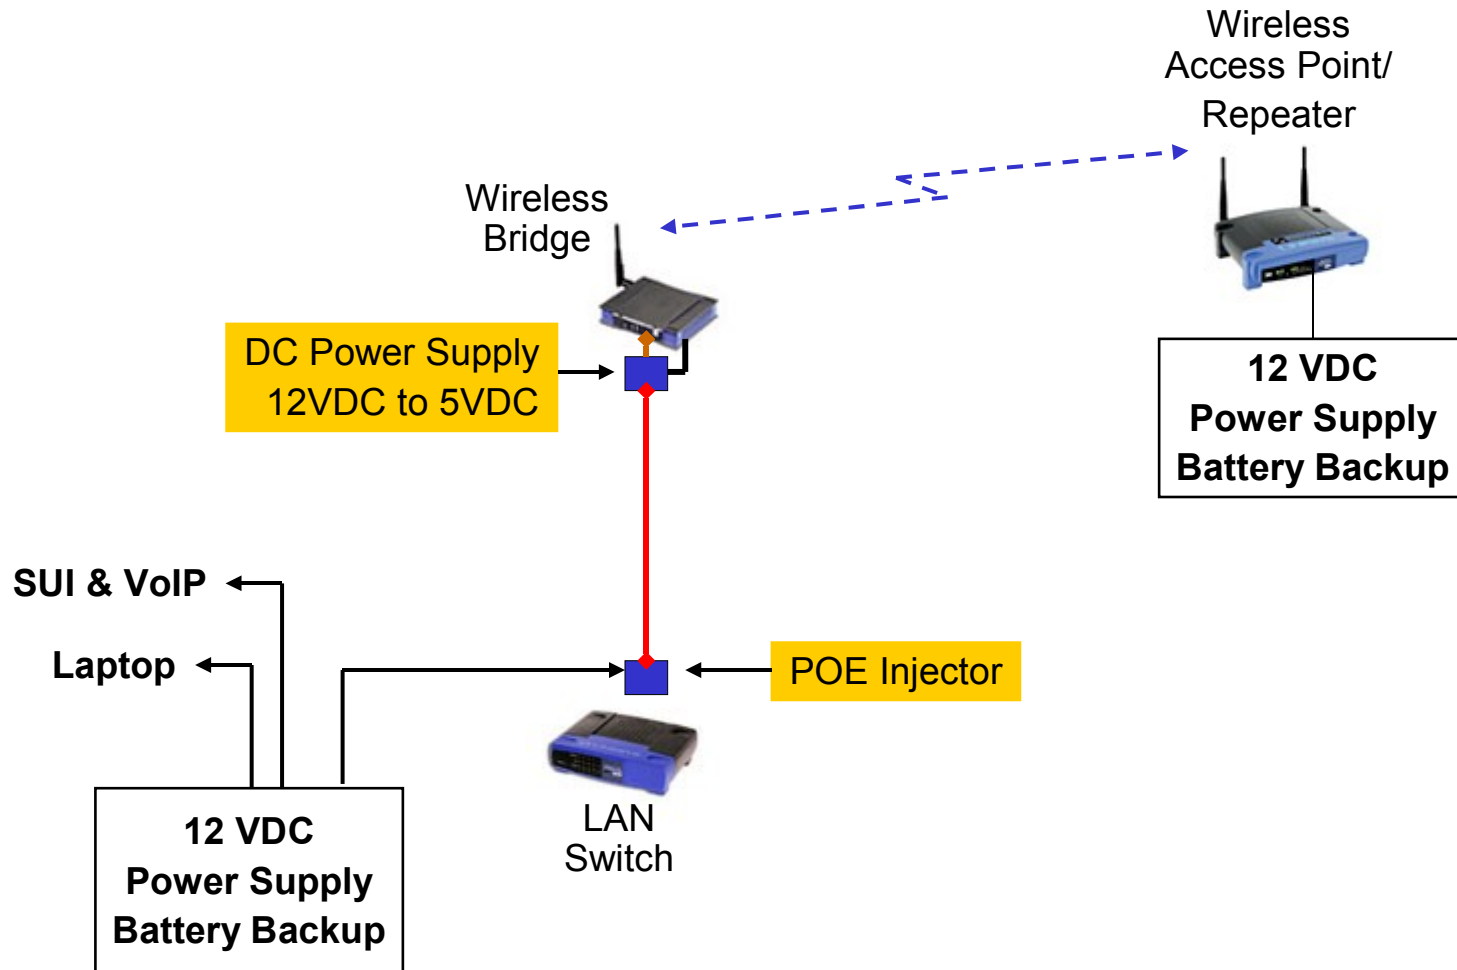 Wireless
Access Point/
Repeater
Wireless
Bridge
DC Power Supply
12VDC to 5VDC
12 VDC
Power Supply
Battery Backup
SUI & VoIP
Laptop
POE Injector
LAN
Switch
12 VDC
Power Supply
Battery Backup